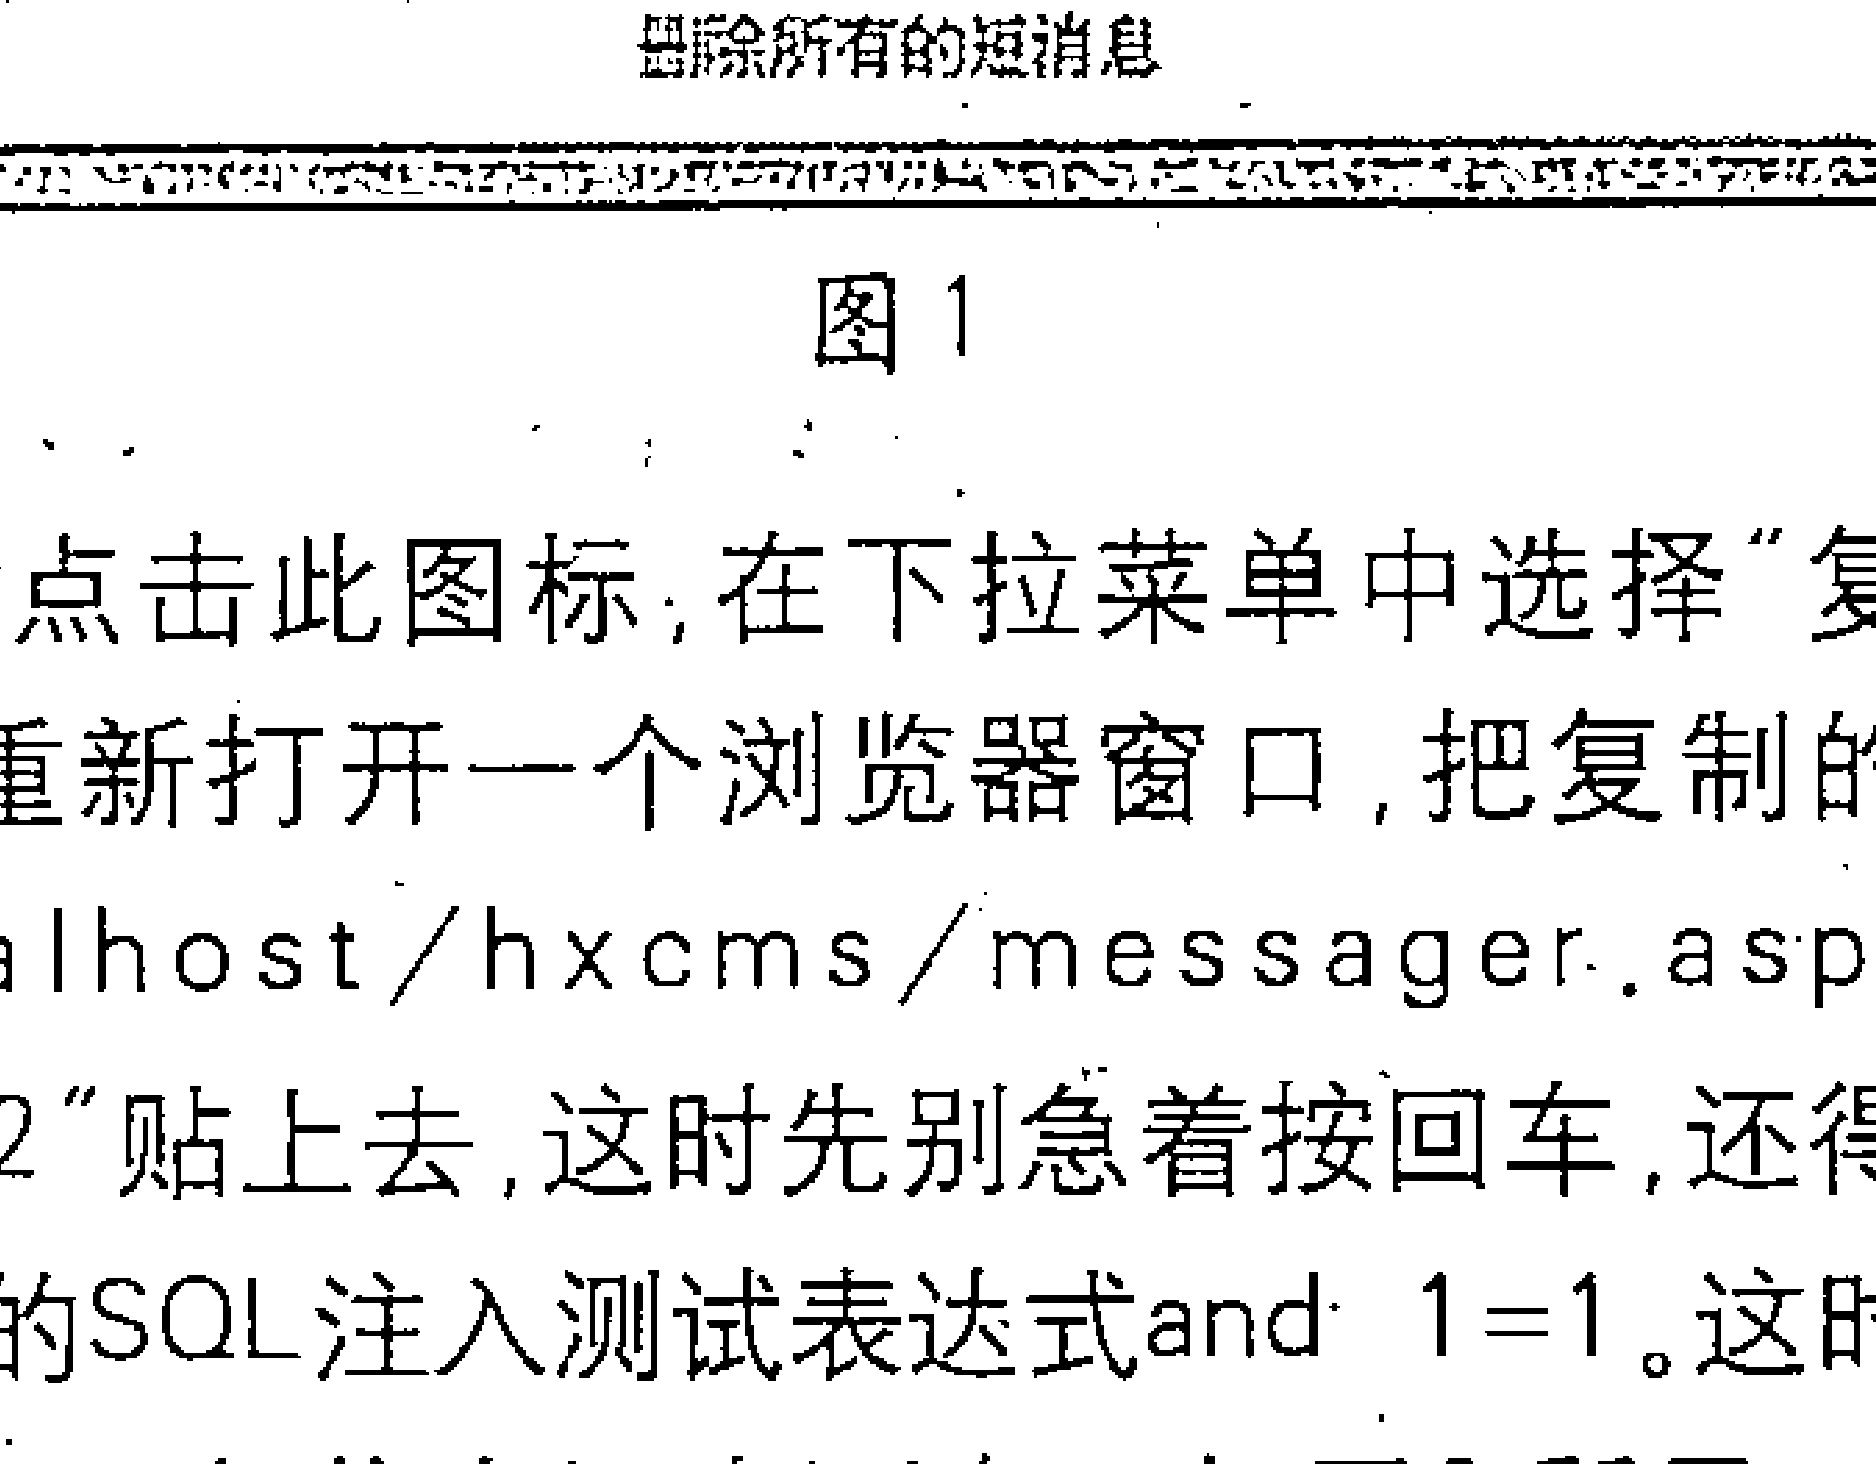 删除所有的短消息
图 1
点击此图标,在下拉菜单中选择“复
重新打开一个浏览器窗口,把复制的
alhost/hxcms/messager.asp
2”贴上去,这时先别急着按回车,还得
的SQL注入测试表达式and 1=1。这时